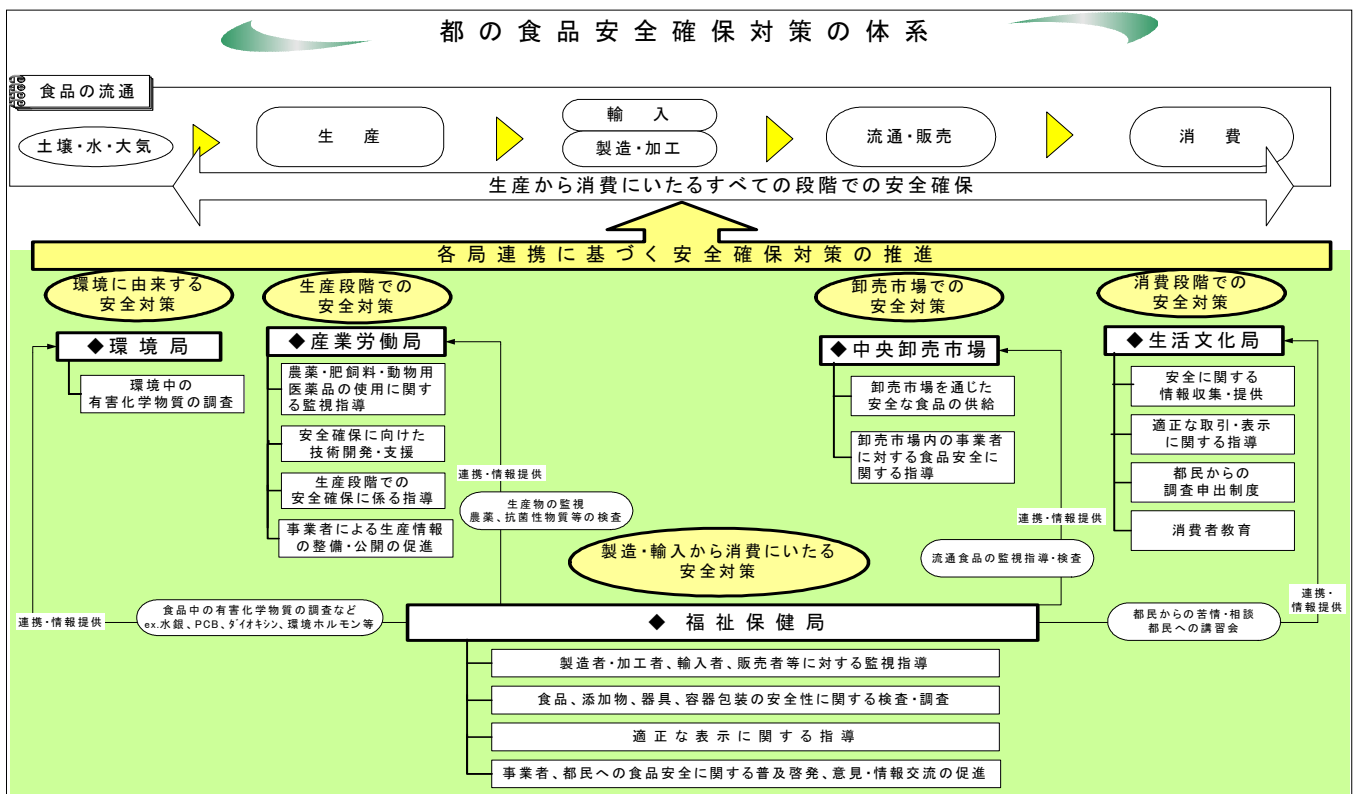 都の食品安全確保対策の体系
食品の流通
土壌・水・大気
生産
輸入
製造・加工
流通・販売
消費
生産から消費にいたるすべての段階での安全確保
各局連携に基づく安全確保対策の推進
環境に由来する
安全対策
生産段階での
安全対策
卸売市場での
安全対策
消費段階での
安全対策
◆環境局
環境中の
有害化学物質の調査
◆産業労働局
農薬・肥飼料・動物用
医薬品の使用に関す
る監視指導
安全確保に向けた
技術開発・支援
生産段階での
安全確保に係る指導
事業者による生産情報
の整備・公開の促進
◆中央卸売市場
卸売市場を通じた
安全な食品の供給
卸売市場内の事業者
に対する食品安全に
関する指導
◆生活文化局
安全に関する
情報収集・提供
適正な取引・表示
に関する指導
都民からの
調査申出制度
消費者教育
連携・情報提供
生産物の監視
農薬、抗菌性物質等の検査
製造・輸入から消費にいたる
安全対策
連携・情報提供
流通食品の監視指導・検査
連携・情報提供
食品中の有害化学物質の調査など
ex.水銀、PCB、ダイオキシン、環境ホルモン等
◆ 福祉保健局
都民からの苦情・相談
都民への講習会
連携・
情報提供
製造者・加工者、輸入者、販売者等に対する監視指導
食品、添加物、器具、容器包装の安全性に関する検査・調査
適正な表示に関する指導
事業者、都民への食品安全に関する普及啓発、意見・情報交流の促進